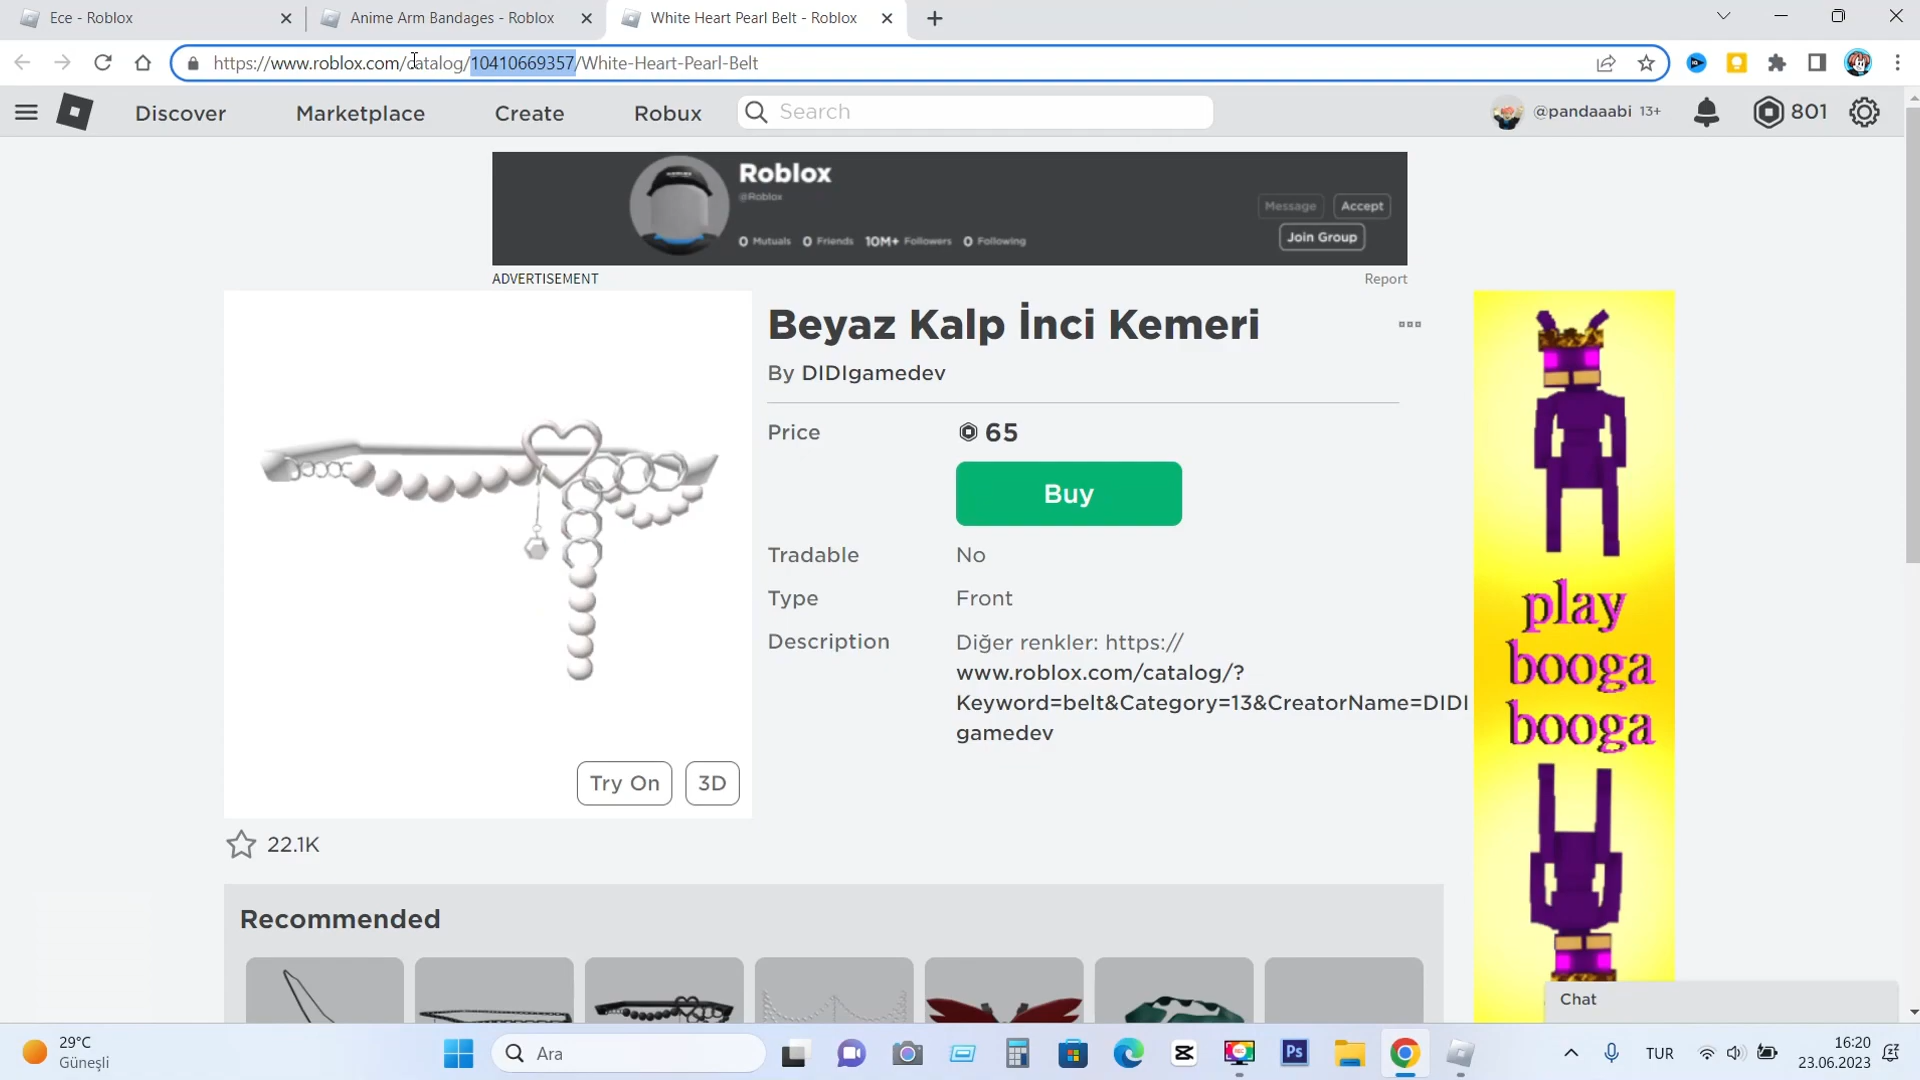 Ece - Roblox
Anime Arm Bandages - Roblox
White Heart Pearl Belt - Roblox
https://www.roblox.com/catalog/10410669357/White-Heart-Pearl-Belt
Discover
Marketplace
Create
Robux
Search
@pandaaabi 13+
801
Roblox
@Roblox
0 Mutuals 0 Friends 10M+ Followers 0 Following
Message
Accept
Join Group
ADVERTISEMENT
Report
Beyaz Kalp İnci Kemeri
By DIDIgamedev
Price
65
Buy
Tradable
No
Type
Front
Description
Diğer renkler: https://
www.roblox.com/catalog/?
Keyword=belt&Category=13&CreatorName=DIDI
gamedev
Try On
3D
22.1K
play
booga
booga
Recommended
Chat
29°C
Güneşli
Ara
Ps
TUR
16:20
23.06.2023